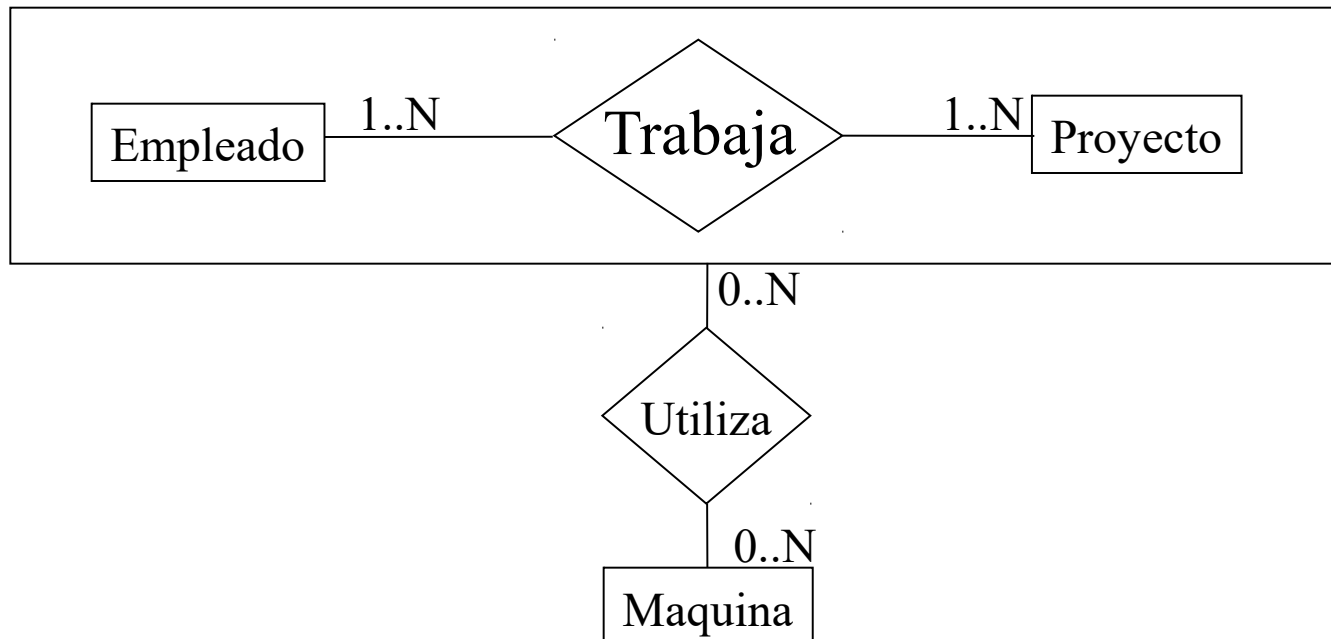 1..N
1..N
Empleado
Trabaja
Proyecto
0..N
Utiliza
0..N
Maquina